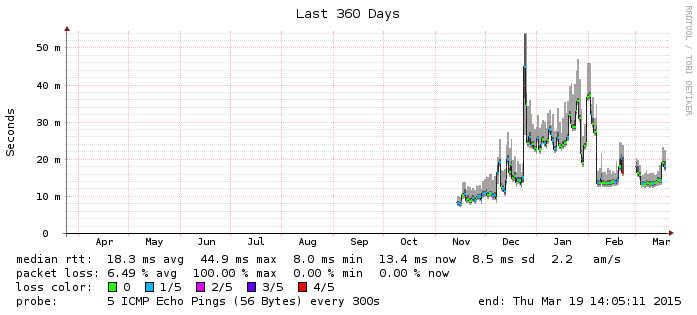 Last 360 Days
RRDTOOL / TOBI OETIKER
Seconds
50 m
40 m
30 m
20 m
10 m
0
Apr May Jun Jul Aug Sep Oct Nov Dec Jan Feb Mar
median rtt: 18.3 ms avg 44.9 ms max 8.0 ms min 13.4 ms now 8.5 ms sd 2.2 am/s
packet loss: 6.49 % avg 100.00 % max 0.00 % min 0.00 % now
loss color: 0 1/5 2/5 3/5 4/5
probe: 5 ICMP Echo Pings (56 Bytes) every 300s end: Thu Mar 19 14:05:11 2015